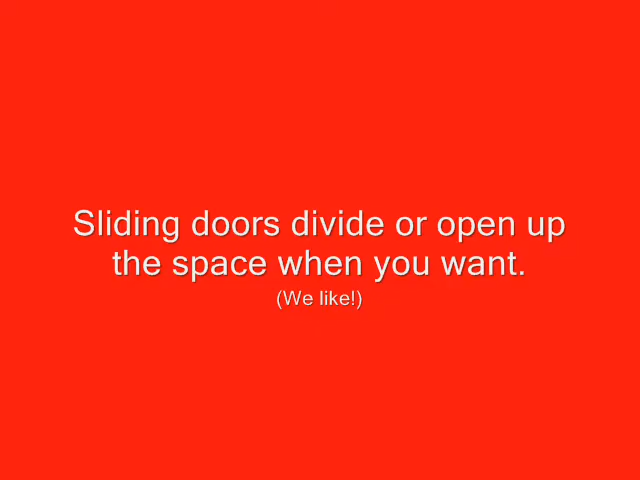 Sliding doors divide or open up
the space when you want.
(We like!)